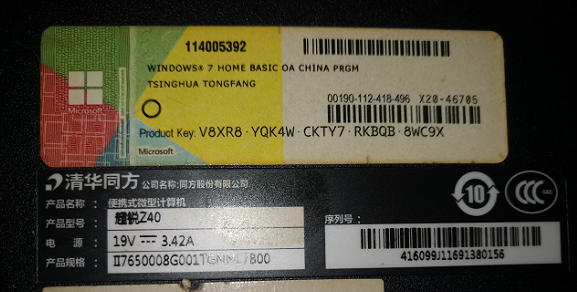 114005392
WINDOWS® 7 HOME BASIC OA CHINA PRGM
TSINGHUA TONGFANG
00190-112-418-496 X20-46705
Product Key: V8XR8-YQK4W-CKTY7-RKBQB-8WC9X
Microsoft
Microsoft
清华同方 公司名称:同方股份有限公司
产品名称: 便携式微型计算机
产品型号: 超锐Z40
电 源: 19V ⎓ 3.42A
产品规格:
序列号:
416099J11691380156
10
CCC